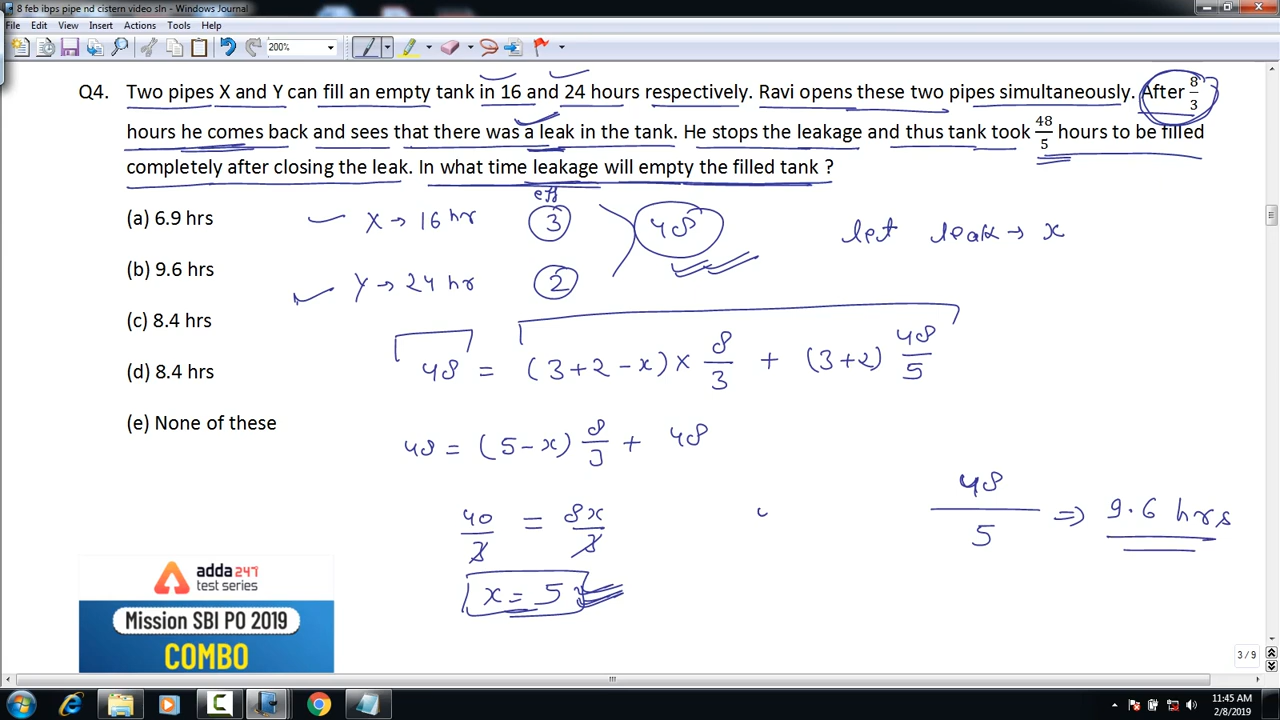 8 feb ibps pipe nd cistern video sln - Windows Journal
File Edit View Insert Actions Tools Help
200%
Q4. Two pipes X and Y can fill an empty tank in 16 and 24 hours respectively. Ravi opens these two pipes simultaneously. After 8/3
hours he comes back and sees that there was a leak in the tank. He stops the leakage and thus tank took 48/5 hours to be filled
completely after closing the leak. In what time leakage will empty the filled tank ?
eff
(a) 6.9 hrs X → 16 hr 3 48 let leak → x
(b) 9.6 hrs Y → 24 hr 2
(c) 8.4 hrs
48 = (3+2-x) × 8/3 + (3+2) 48/5
(d) 8.4 hrs
(e) None of these
48 = (5-x) 8/3 + 48
40/3 = 8x/3 48/5 ⇒ 9.6 hrs
x = 5
adda247
test series
Mission SBI PO 2019
COMBO
3 / 9
11:45 AM
2/8/2019